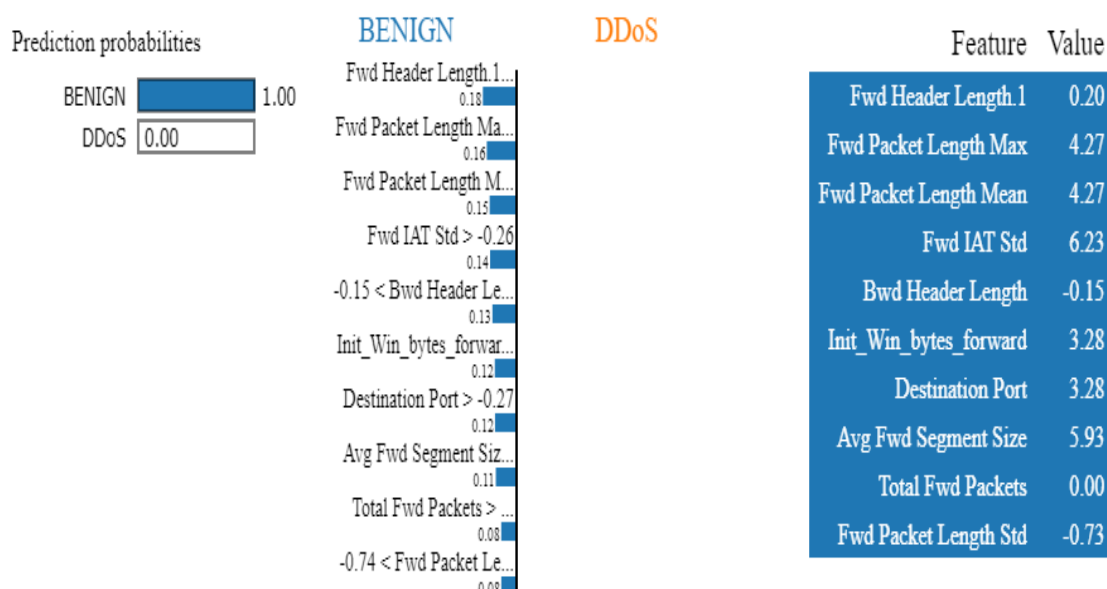 Prediction probabilities
BENIGN 1.00
DDoS 0.00
BENIGN DDoS
Fwd Header Length.1...
0.18
Fwd Packet Length Ma...
0.16
Fwd Packet Length M...
0.15
Fwd IAT Std > -0.26
0.14
-0.15 < Bwd Header Le...
0.13
Init_Win_bytes_forwar...
0.12
Destination Port > -0.27
0.12
Avg Fwd Segment Siz...
0.11
Total Fwd Packets > ...
0.08
-0.74 < Fwd Packet Le...
0.08
Feature Value
Fwd Header Length.1 0.20
Fwd Packet Length Max 4.27
Fwd Packet Length Mean 4.27
Fwd IAT Std 6.23
Bwd Header Length -0.15
Init_Win_bytes_forward 3.28
Destination Port 3.28
Avg Fwd Segment Size 5.93
Total Fwd Packets 0.00
Fwd Packet Length Std -0.73